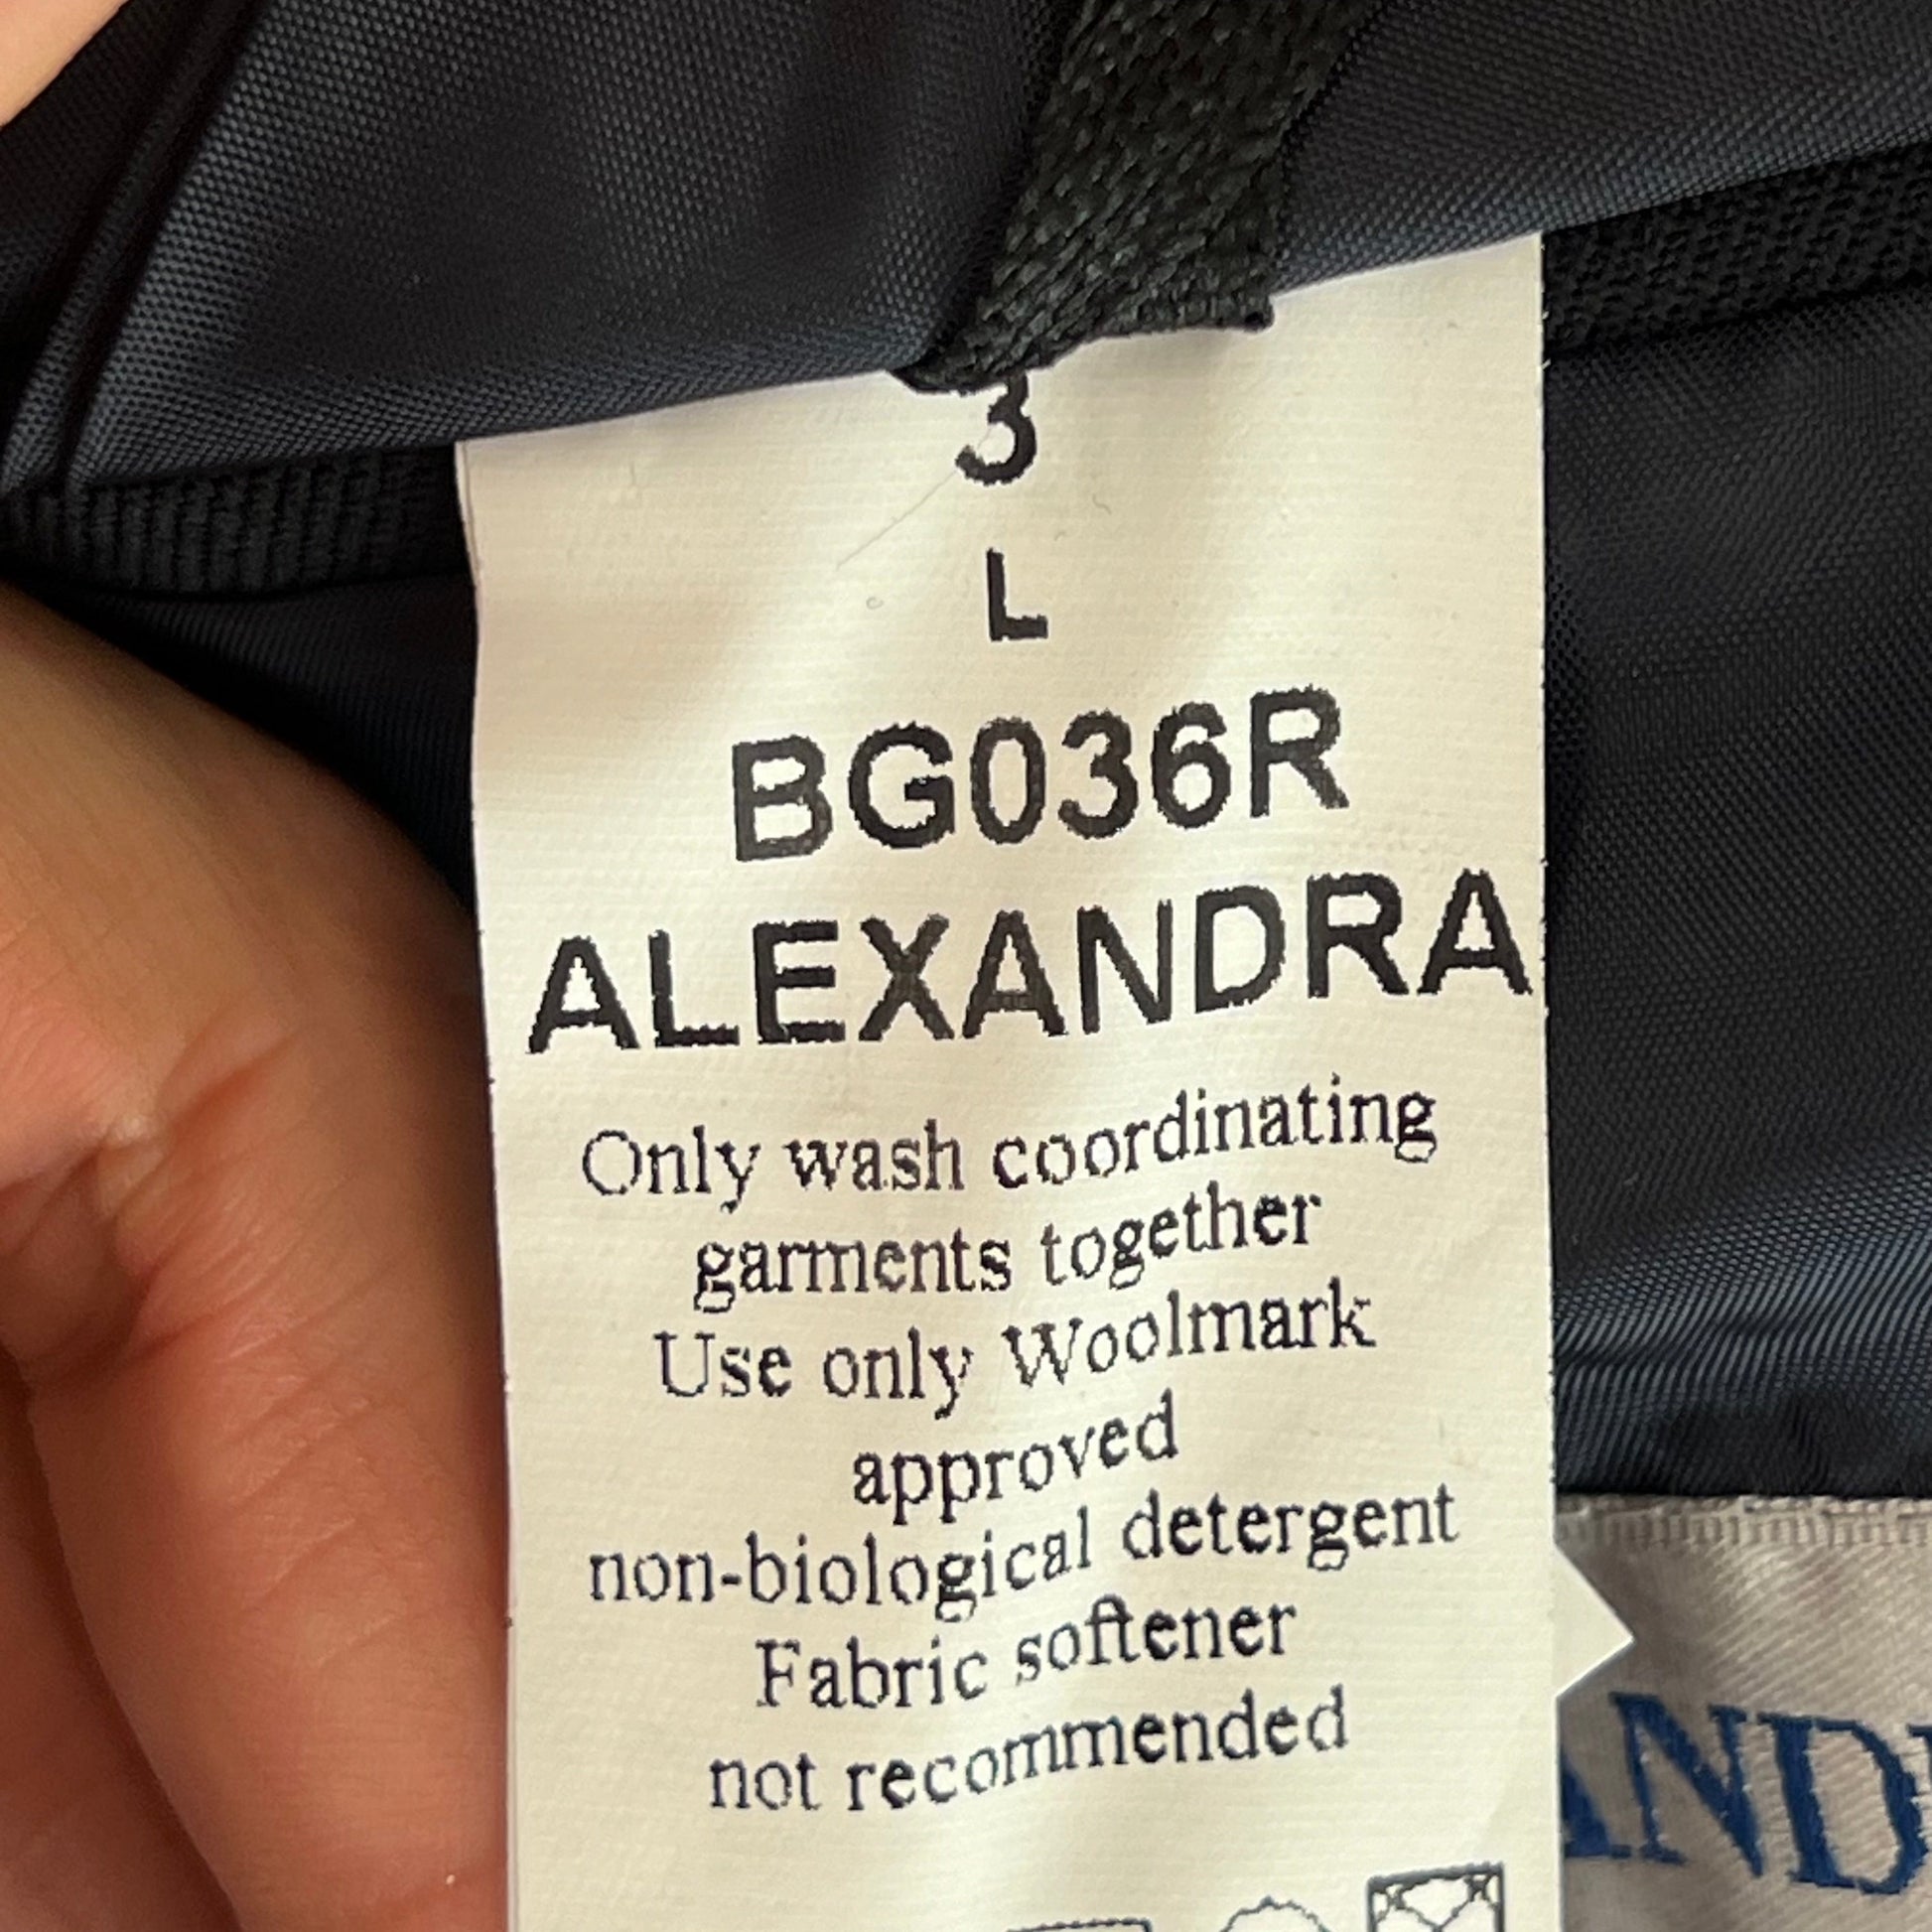 3
L
BG036R
ALEXANDRA
Only wash coordinating
garments together
Use only Woolmark
approved
non-biological detergent
Fabric softener
not recommended
AND